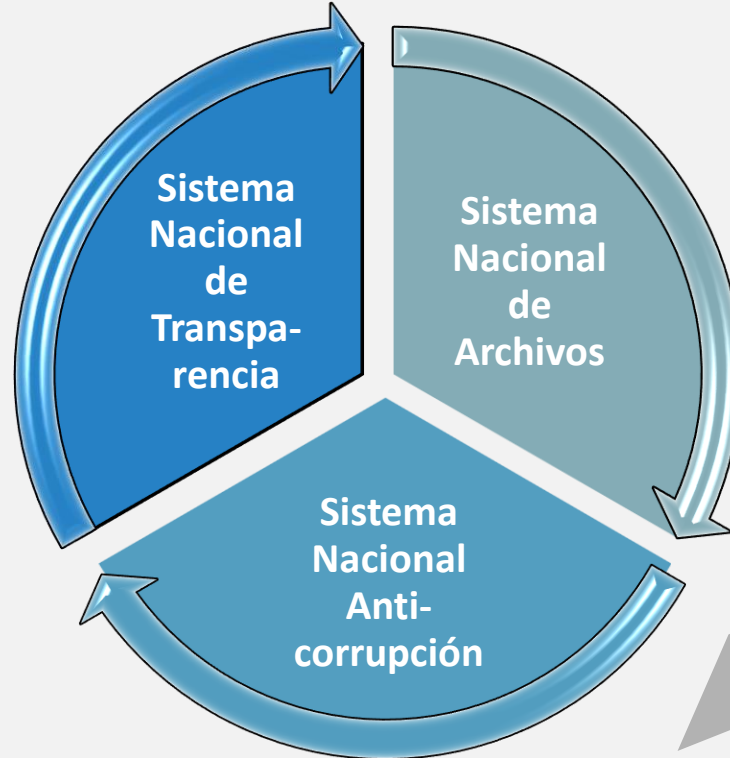 Sistema
Nacional
de
Transpa-
rencia
Sistema
Nacional
de
Archivos
Sistema
Nacional
Anti-
corrupción